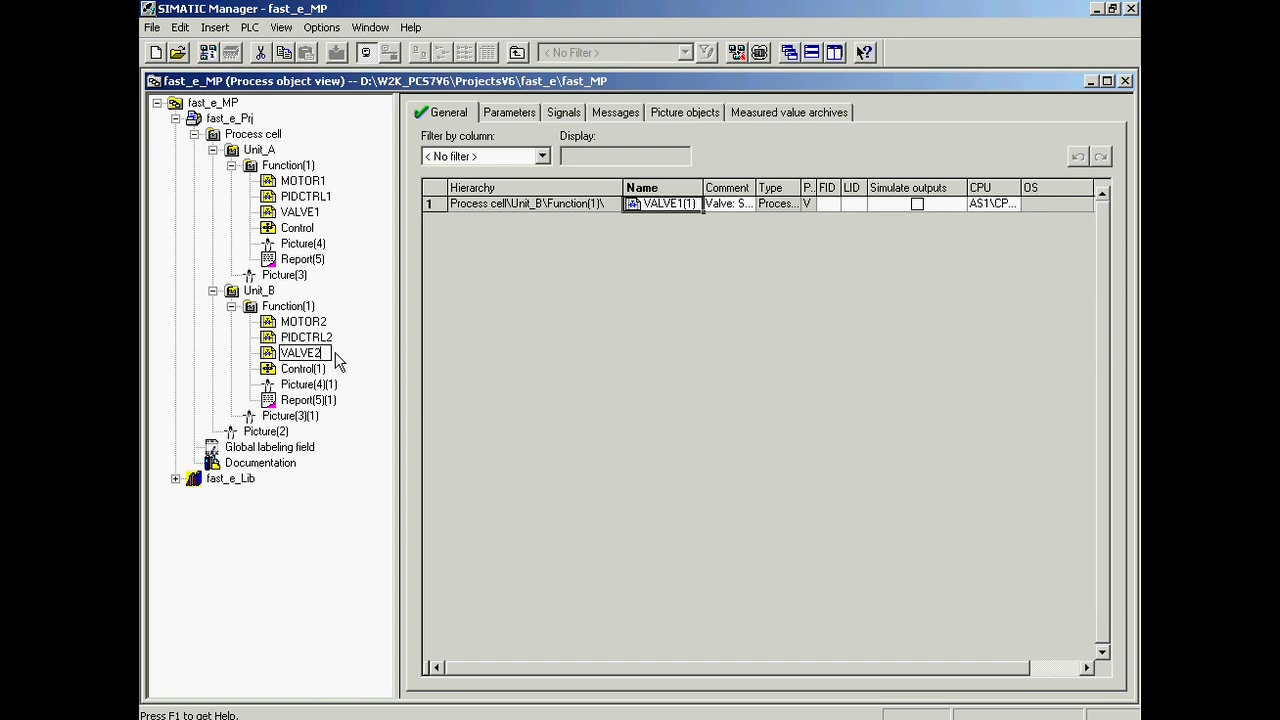 SIMATIC Manager - fast_e_MP
File Edit Insert PLC View Options Window Help
< No Filter >
fast_e_MP (Process object view) -- D:\W2K_PCS7V6\ProjectsV6\fast_e\fast_MP
fast_e_MP
fast_e_Prj
Process cell
Unit_A
Function(1)
MOTOR1
PIDCTRL1
VALVE1
Control
Picture(4)
Report(5)
Picture(3)
Unit_B
Function(1)
MOTOR2
PIDCTRL2
VALVE2
Control(1)
Picture(4)(1)
Report(5)(1)
Picture(3)(1)
Picture(2)
Global labeling field
Documentation
fast_e_Lib
General Parameters Signals Messages Picture objects Measured value archives
Filter by column: Display:
< No filter >
Hierarchy Name Comment Type P.. FID LID Simulate outputs CPU OS
1 Process cell\Unit_B\Function(1)\ VALVE1(1) Valve: S... Proces... V AS1\CP...
Press F1 to get Help.